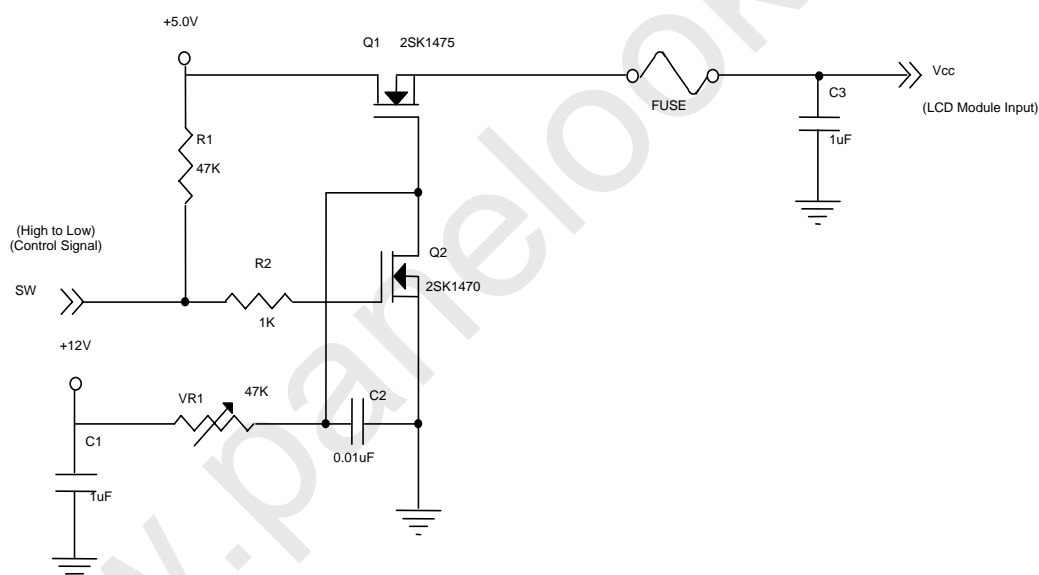 +5.0V
Q1 2SK1475
FUSE
Vcc
(LCD Module Input)
C3
1uF
R1
47K
(High to Low)
(Control Signal)
SW
R2
1K
Q2
2SK1470
+12V
VR1
47K
C2
0.01uF
C1
1uF
w.panelook